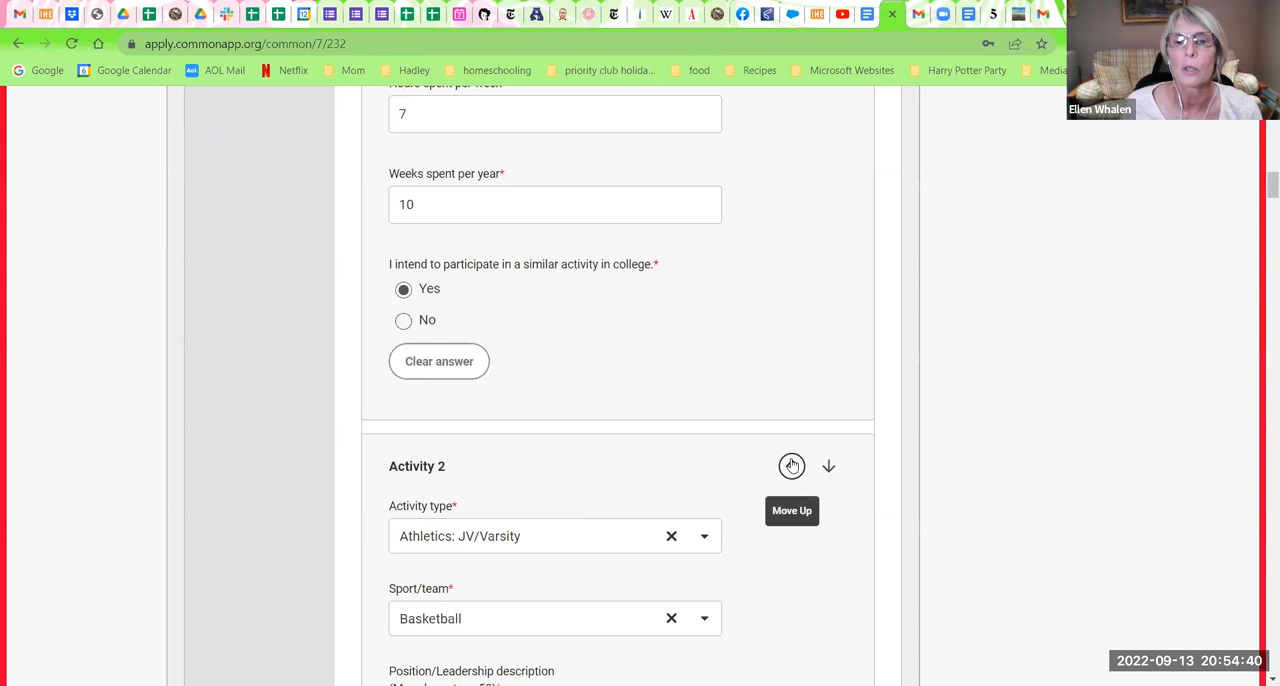 apply.commonapp.org/common/7/232
Google
Google Calendar
AOL Mail
Netflix
Mom
Hadley
homeschooling
priority club holida...
food
Recipes
Microsoft Websites
Harry Potter Party
Media
Ellen Whalen
7
Weeks spent per year*
10
I intend to participate in a similar activity in college.*
Yes
No
Clear answer
Activity 2
Move Up
Activity type*
Athletics: JV/Varsity
Sport/team*
Basketball
Position/Leadership description
2022-09-13 20:54:40